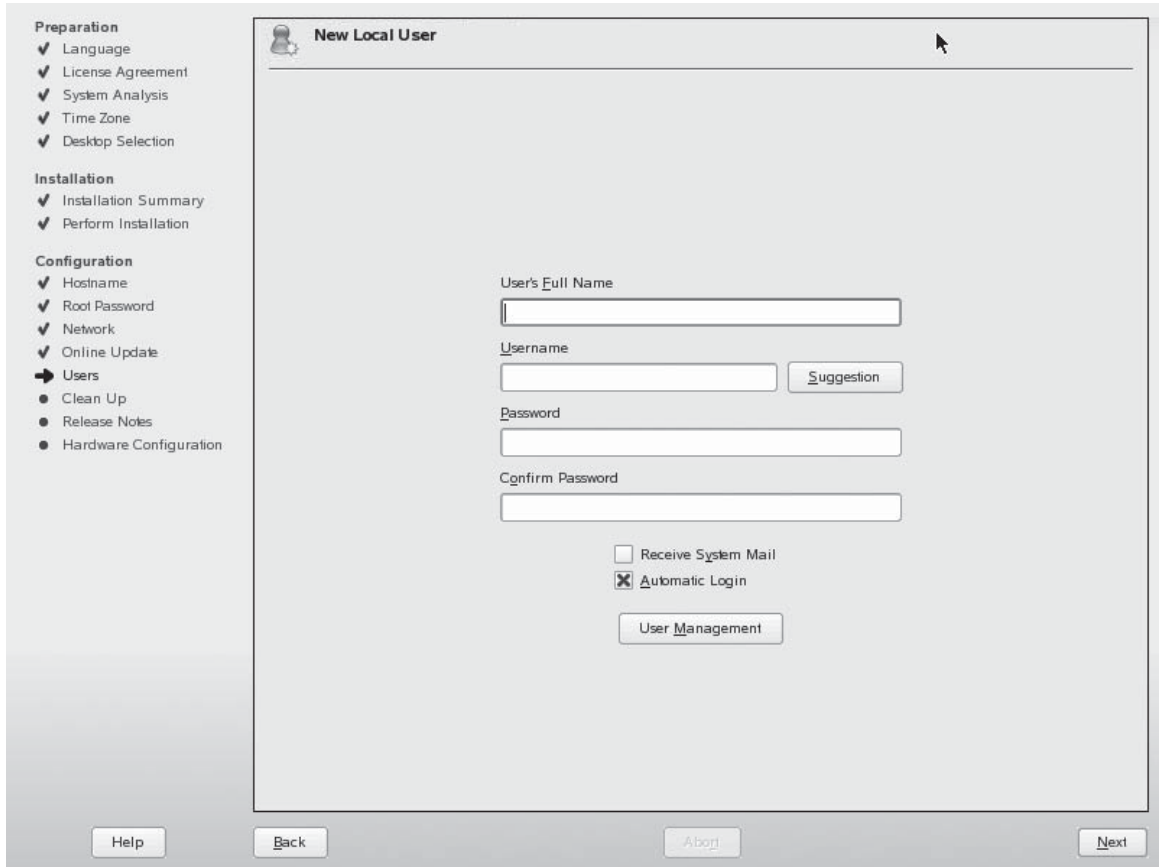 Preparation
Language
License Agreement
System Analysis
Time Zone
Desktop Selection
Installation
Installation Summary
Perform Installation
Configuration
Hostname
Root Password
Network
Online Update
Users
Clean Up
Release Notes
Hardware Configuration
New Local User
User's Full Name
Username
Suggestion
Password
Confirm Password
Receive System Mail
Automatic Login
User Management
Help
Back
Abort
Next